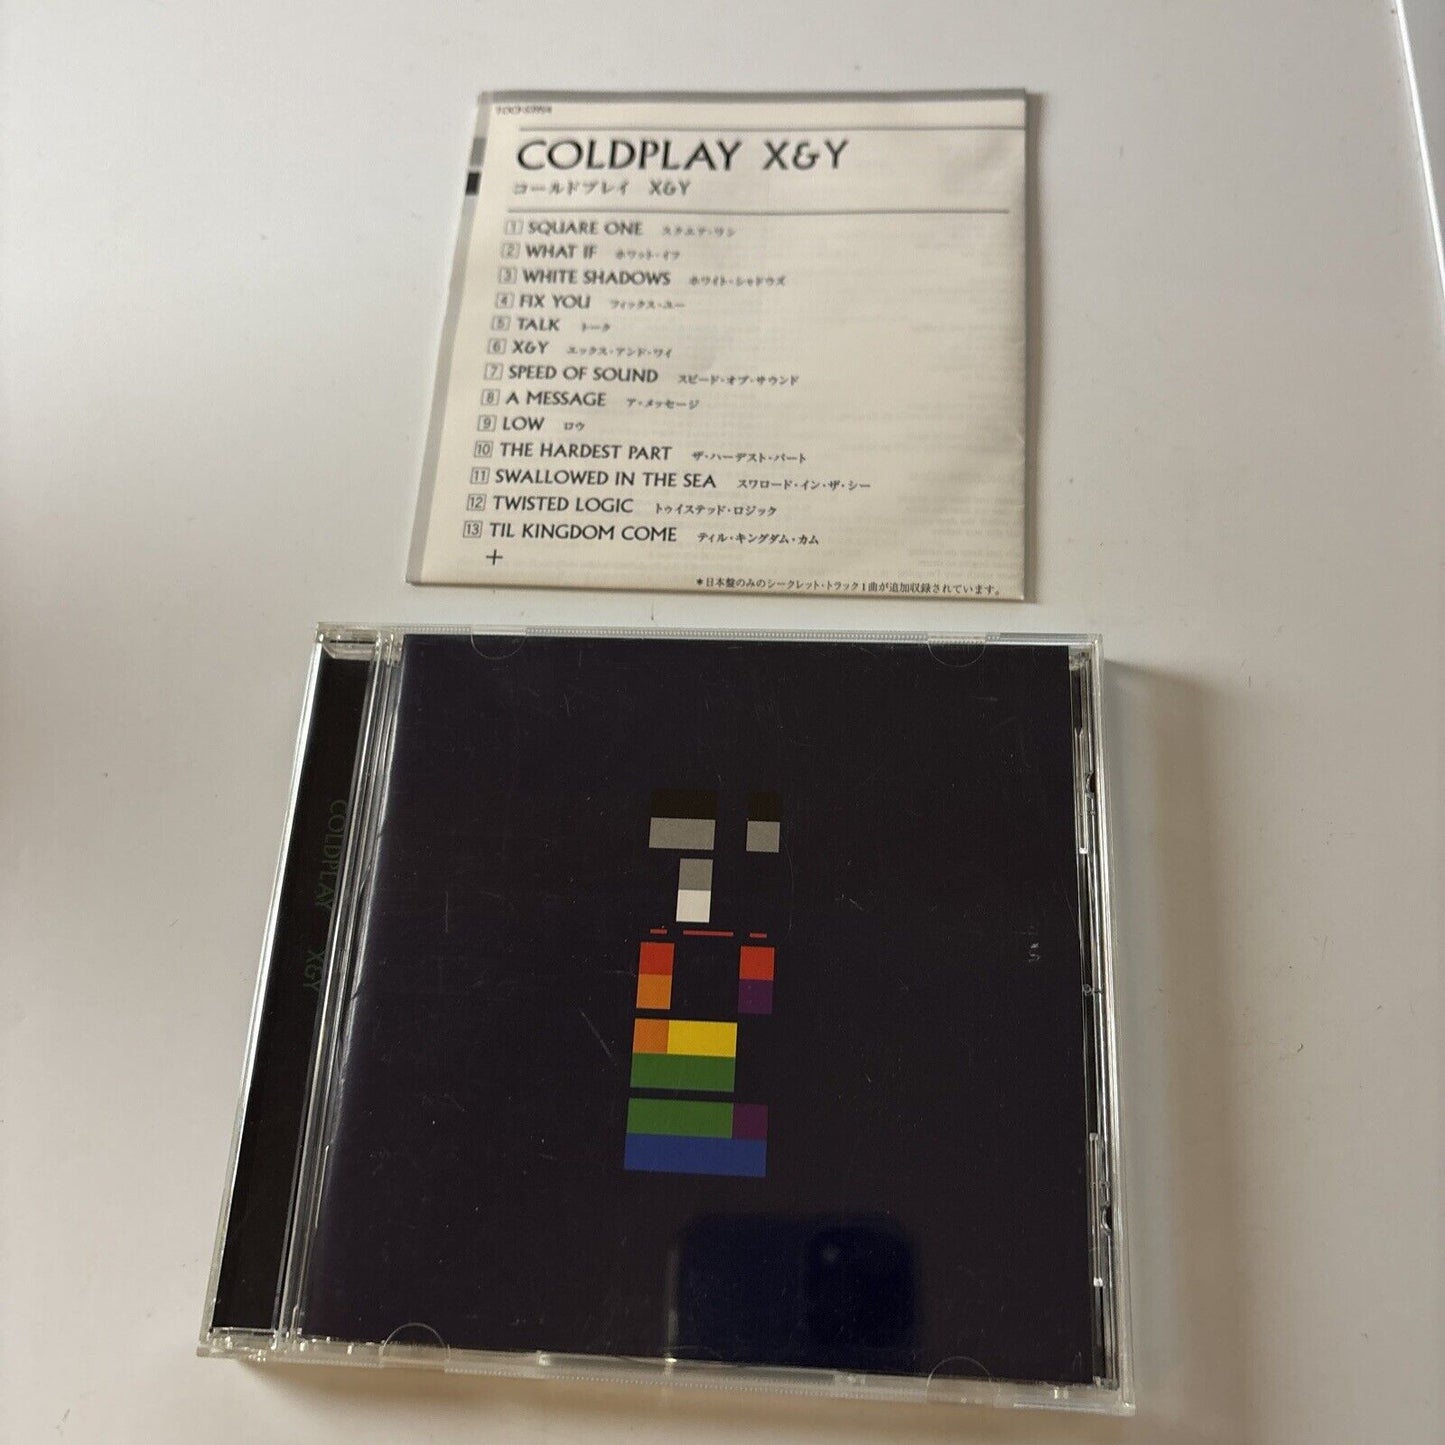 COLDPLAY X&Y
コールドプレイ X&Y
1 SQUARE ONE スクエア・ワン
2 WHAT IF ホワット・イフ
3 WHITE SHADOWS ホワイト・シャドウズ
4 FIX YOU フィックス・ユー
5 TALK トーク
6 X&Y エックス・アンド・ワイ
7 SPEED OF SOUND スピード・オブ・サウンド
8 A MESSAGE ア・メッセージ
9 LOW ロウ
10 THE HARDEST PART ザ・ハーデスト・パート
11 SWALLOWED IN THE SEA スワロード・イン・ザ・シー
12 TWISTED LOGIC トゥイステッド・ロジック
13 TIL KINGDOM COME ティル・キングダム・カム
+
*日本盤のみのシークレット・トラック1曲が追加収録されています。
COLDPLAY X&Y